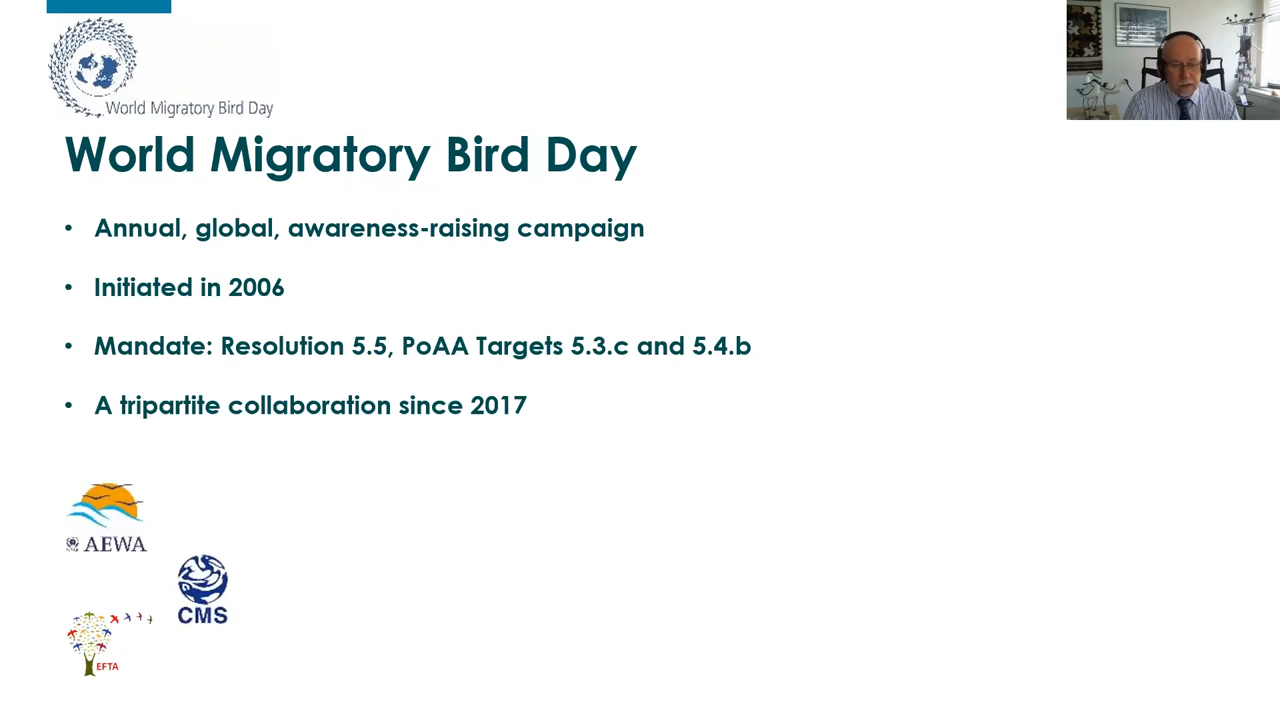 World Migratory Bird Day
World Migratory Bird Day
• Annual, global, awareness-raising campaign
• Initiated in 2006
• Mandate: Resolution 5.5, PoAA Targets 5.3.c and 5.4.b
• A tripartite collaboration since 2017
AEWA
CMS
EFTA